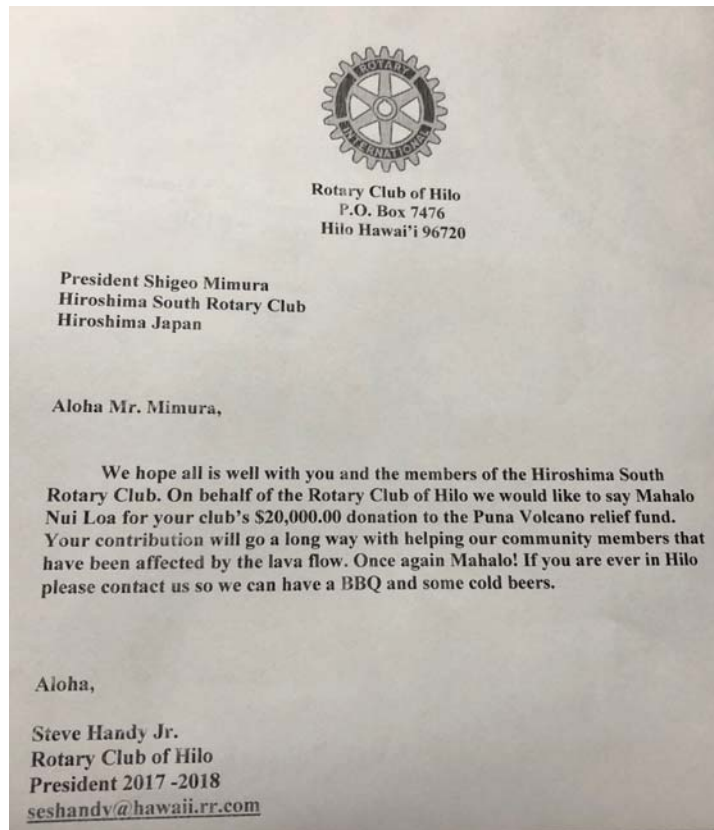 ROTARY
INTERNATIONAL
Rotary Club of Hilo
P.O. Box 7476
Hilo Hawai'i 96720
President Shigeo Mimura
Hiroshima South Rotary Club
Hiroshima Japan
Aloha Mr. Mimura,
We hope all is well with you and the members of the Hiroshima South
Rotary Club. On behalf of the Rotary Club of Hilo we would like to say Mahalo
Nui Loa for your club's $20,000.00 donation to the Puna Volcano relief fund.
Your contribution will go a long way with helping our community members that
have been affected by the lava flow. Once again Mahalo! If you are ever in Hilo
please contact us so we can have a BBQ and some cold beers.
Aloha,
Steve Handy Jr.
Rotary Club of Hilo
President 2017 -2018
seshandy@hawaii.rr.com